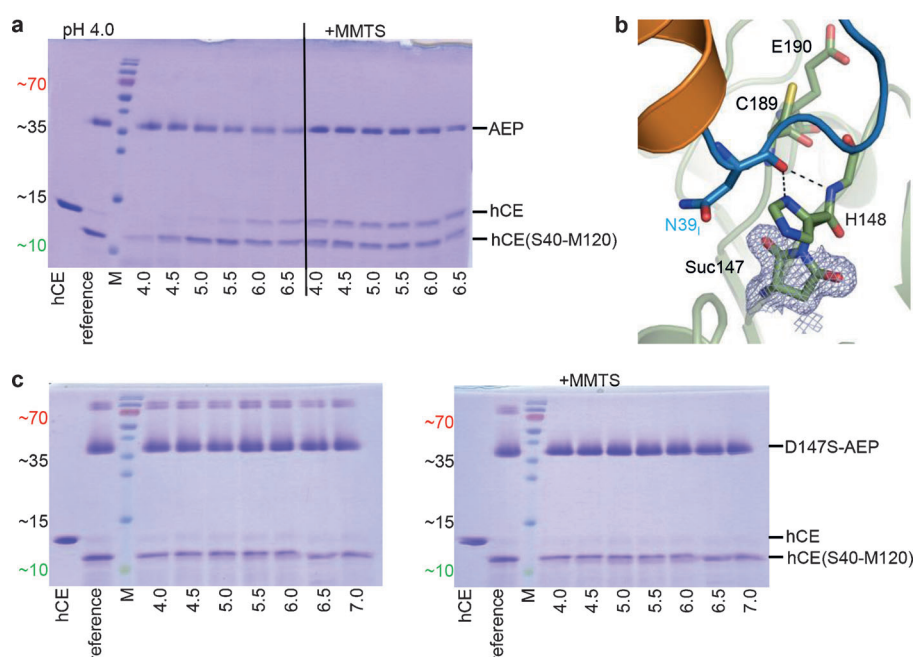 a
pH 4.0
+MMTS
~70
~35
~15
~10
AEP
hCE
hCE(S40-M120)
hCE
reference
M
4.0
4.5
5.0
5.5
6.0
6.5
4.0
4.5
5.0
5.5
6.0
6.5
b
E190
C189
N39I
H148
Suc147
c
~70
~35
~15
~10
hCE
reference
M
4.0
4.5
5.0
5.5
6.0
6.5
7.0
+MMTS
~70
~35
~15
~10
D147S-AEP
hCE
hCE(S40-M120)
hCE
reference
M
4.0
4.5
5.0
5.5
6.0
6.5
7.0